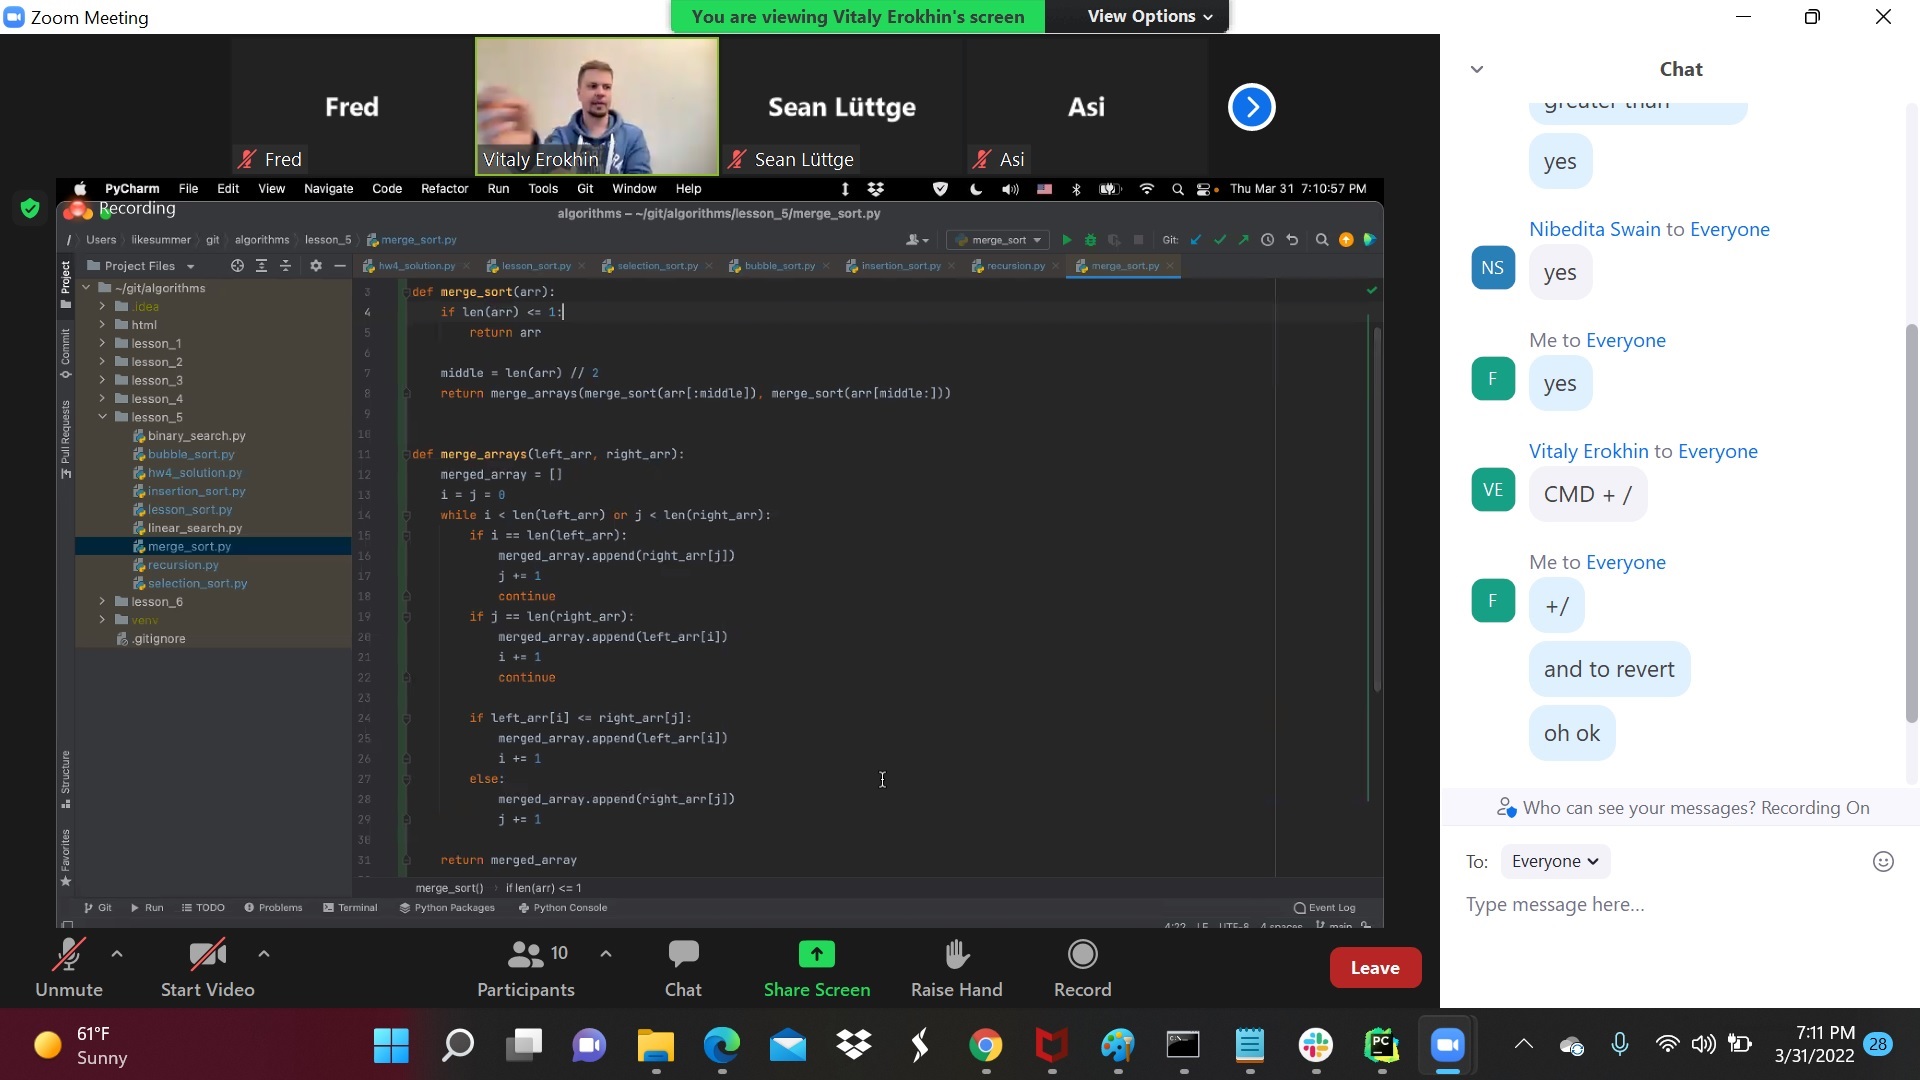 Zoom Meeting
You are viewing Vitaly Erokhin's screen
View Options
Fred
Sean Lüttge
Asi
Fred
Vitaly Erokhin
Sean Lüttge
Asi
PyCharm File Edit View Navigate Code Refactor Run Tools Git Window Help
Thu Mar 31 7:10:57 PM
Recording
algorithms – ~/git/algorithms/lesson_5/merge_sort.py
/ Users likesummer git algorithms lesson_5 merge_sort.py
merge_sort
Git:
Project Files
hw4_solution.py
lesson_sort.py
selection_sort.py
bubble_sort.py
insertion_sort.py
recursion.py
merge_sort.py
Project
Commit
Pull Requests
Structure
Favorites
~/git/algorithms
.idea
html
lesson_1
lesson_2
lesson_3
lesson_4
lesson_5
binary_search.py
bubble_sort.py
hw4_solution.py
insertion_sort.py
lesson_sort.py
linear_search.py
merge_sort.py
recursion.py
selection_sort.py
lesson_6
venv
.gitignore
3 def merge_sort(arr):
4 if len(arr) <= 1:
5 return arr
6
7 middle = len(arr) // 2
8 return merge_arrays(merge_sort(arr[:middle]), merge_sort(arr[middle:]))
9
10
11 def merge_arrays(left_arr, right_arr):
12 merged_array = []
13 i = j = 0
14 while i < len(left_arr) or j < len(right_arr):
15 if i == len(left_arr):
16 merged_array.append(right_arr[j])
17 j += 1
18 continue
19 if j == len(right_arr):
20 merged_array.append(left_arr[i])
21 i += 1
22 continue
23
24 if left_arr[i] <= right_arr[j]:
25 merged_array.append(left_arr[i])
26 i += 1
27 else:
28 merged_array.append(right_arr[j])
29 j += 1
30
31 return merged_array
merge_sort() › if len(arr) <= 1
Git Run TODO Problems Terminal Python Packages Python Console
Event Log
4:22 LF UTF-8 4 spaces main
Unmute
Start Video
10
Participants
Chat
Share Screen
Raise Hand
Record
Leave
Chat
greater than
yes
Nibedita Swain to Everyone
NS
yes
Me to Everyone
F
yes
Vitaly Erokhin to Everyone
VE
CMD + /
Me to Everyone
F
+/
and to revert
oh ok
Who can see your messages? Recording On
To: Everyone
Type message here...
61°F
Sunny
PC
7:11 PM
3/31/2022
28